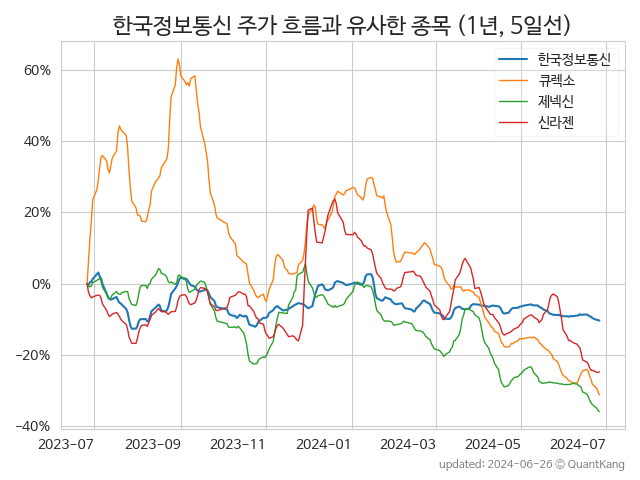 한국정보통신 주가 흐름과 유사한 종목 (1년, 5일선)
한국정보통신
큐렉소
제넥신
신라젠
60%
40%
20%
0%
−20%
−40%
2023-07 2023-09 2023-11 2024-01 2024-03 2024-05 2024-07
updated: 2024-06-26 © QuantKang